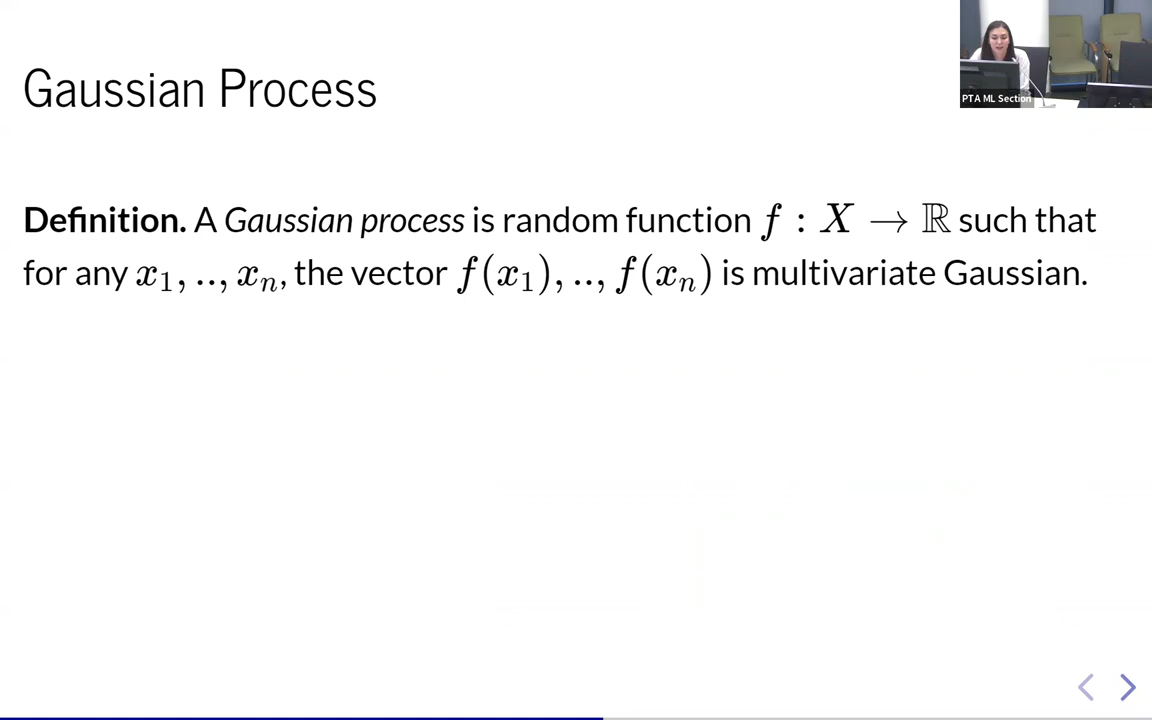 Gaussian Process
PTA ML Section
Definition. A Gaussian process is random function f : X → ℝ such that
for any x₁, .., xₙ, the vector f(x₁), .., f(xₙ) is multivariate Gaussian.